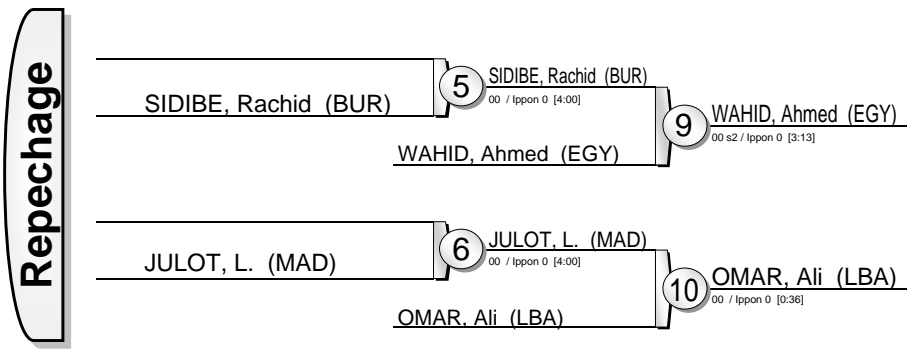 Repechage
SIDIBE, Rachid (BUR)
5
SIDIBE, Rachid (BUR)
00 / Ippon 0 [4:00]
WAHID, Ahmed (EGY)
9
WAHID, Ahmed (EGY)
00 s2 / Ippon 0 [3:13]
JULOT, L. (MAD)
6
JULOT, L. (MAD)
00 / Ippon 0 [4:00]
OMAR, Ali (LBA)
10
OMAR, Ali (LBA)
00 / Ippon 0 [0:36]